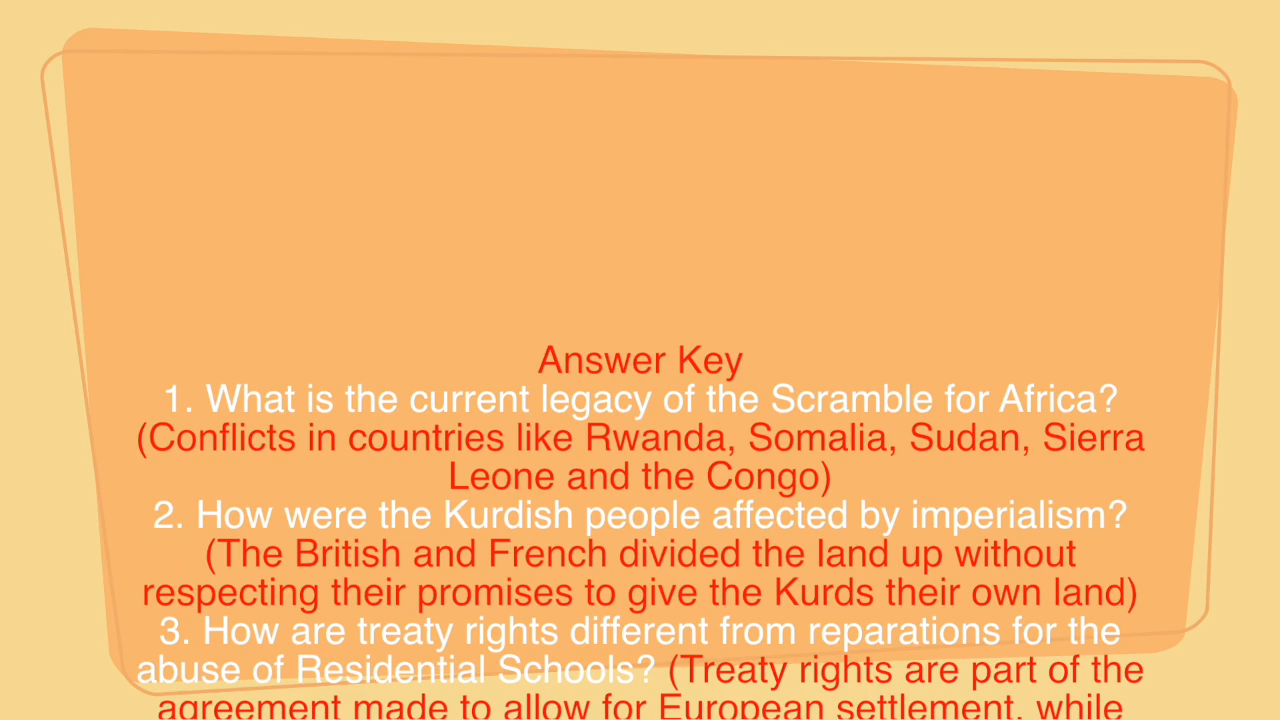 Answer Key
1. What is the current legacy of the Scramble for Africa?
(Conflicts in countries like Rwanda, Somalia, Sudan, Sierra
Leone and the Congo)
2. How were the Kurdish people affected by imperialism?
(The British and French divided the land up without
respecting their promises to give the Kurds their own land)
3. How are treaty rights different from reparations for the
abuse of Residential Schools? (Treaty rights are part of the
agreement made to allow for European settlement, while